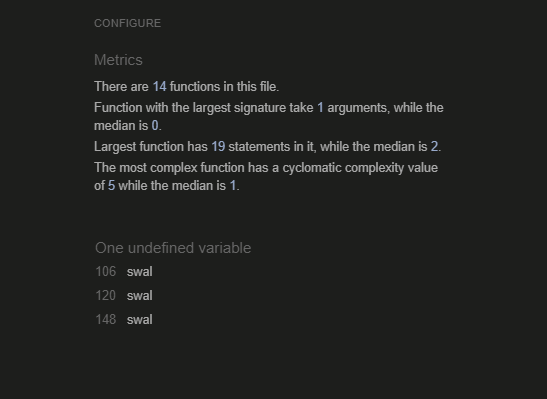 CONFIGURE
Metrics
There are 14 functions in this file.
Function with the largest signature take 1 arguments, while the
median is 0.
Largest function has 19 statements in it, while the median is 2.
The most complex function has a cyclomatic complexity value
of 5 while the median is 1.
One undefined variable
106 swal
120 swal
148 swal